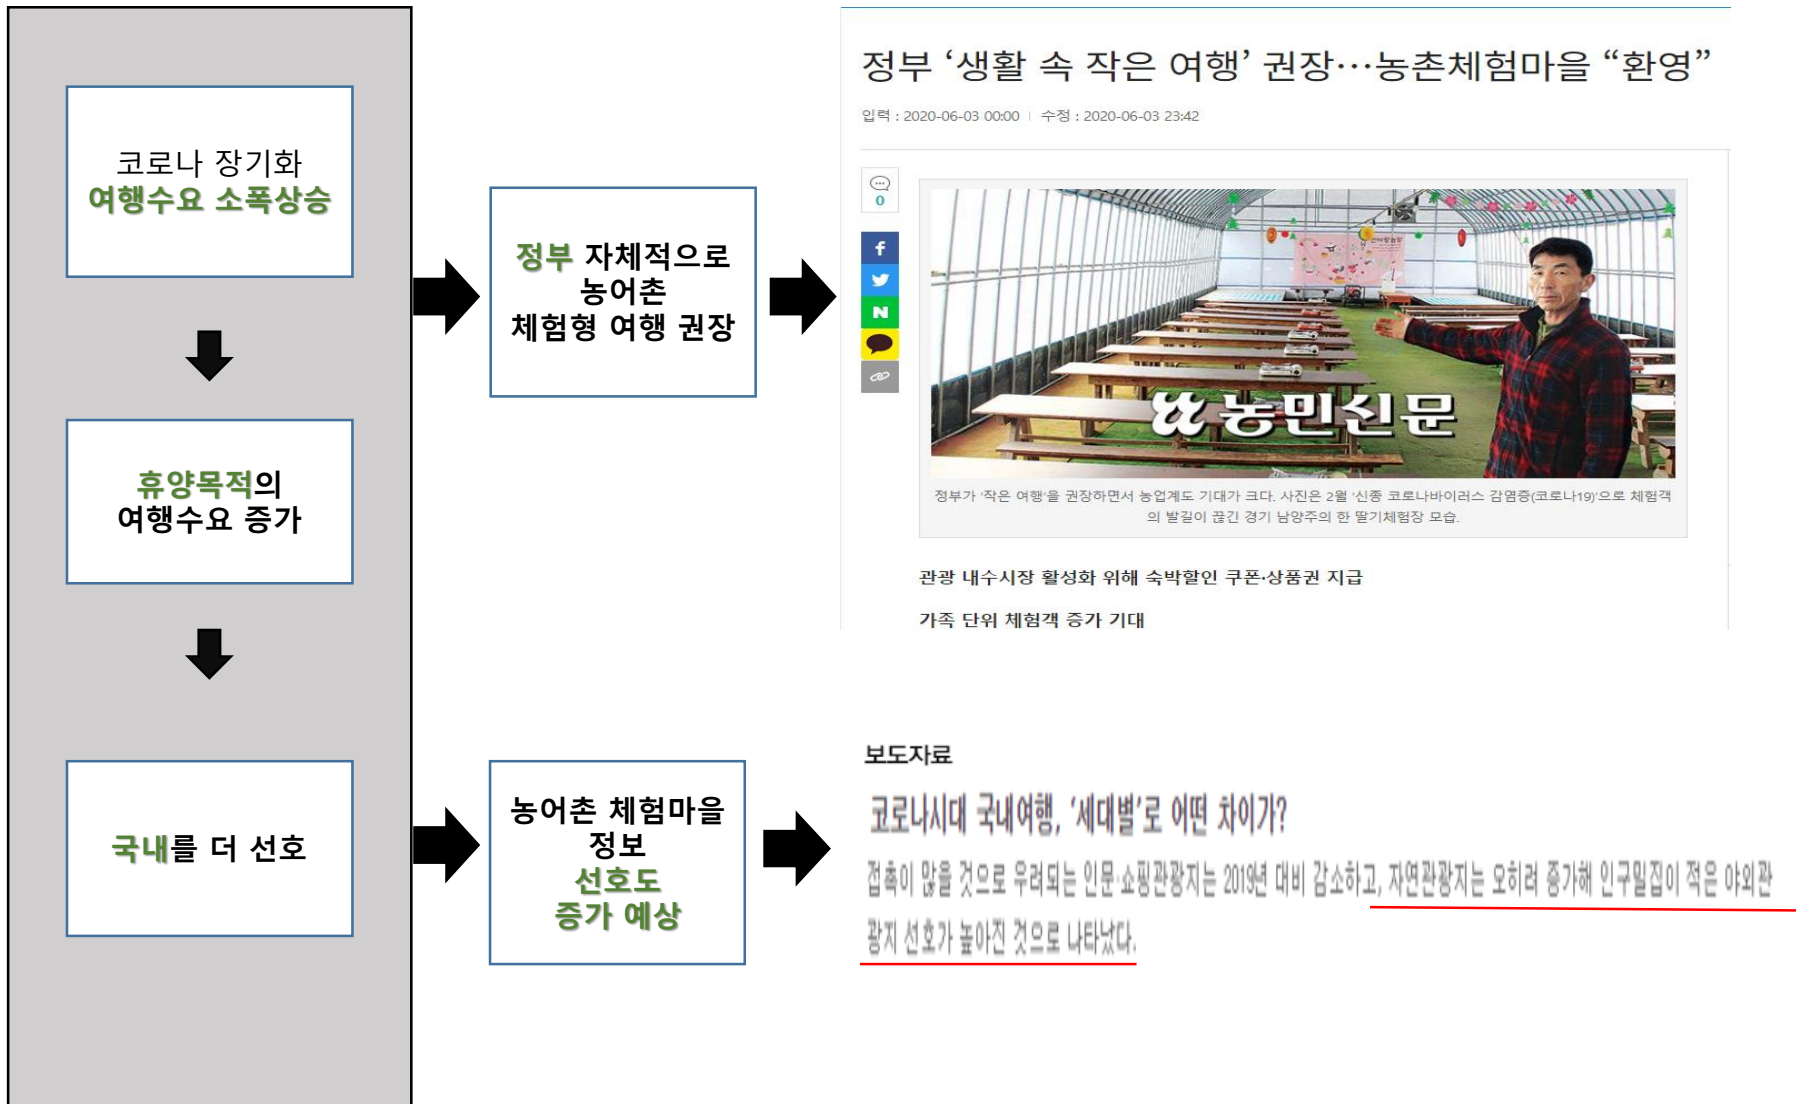 코로나 장기화
여행수요 소폭상승
휴양목적의
여행수요 증가
국내를 더 선호
정부 자체적으로
농어촌
체험형 여행 권장
농어촌 체험마을
정보
선호도
증가 예상
정부 ‘생활 속 작은 여행’ 권장…농촌체험마을 “환영”
입력 : 2020-06-03 00:00 | 수정 : 2020-06-03 23:42
0
f
N
농민신문
정부가 ‘작은 여행’을 권장하면서 농업계도 기대가 크다. 사진은 2월 ‘신종 코로나바이러스 감염증(코로나19)’으로 체험객
의 발길이 끊긴 경기 남양주의 한 딸기체험장 모습.
관광 내수시장 활성화 위해 숙박할인 쿠폰·상품권 지급
가족 단위 체험객 증가 기대
보도자료
코로나시대 국내여행, ‘세대별’로 어떤 차이가?
접촉이 많을 것으로 우려되는 인문·쇼핑관광지는 2019년 대비 감소하고, 자연관광지는 오히려 증가해 인구밀집이 적은 야외관
광지 선호가 높아진 것으로 나타났다.